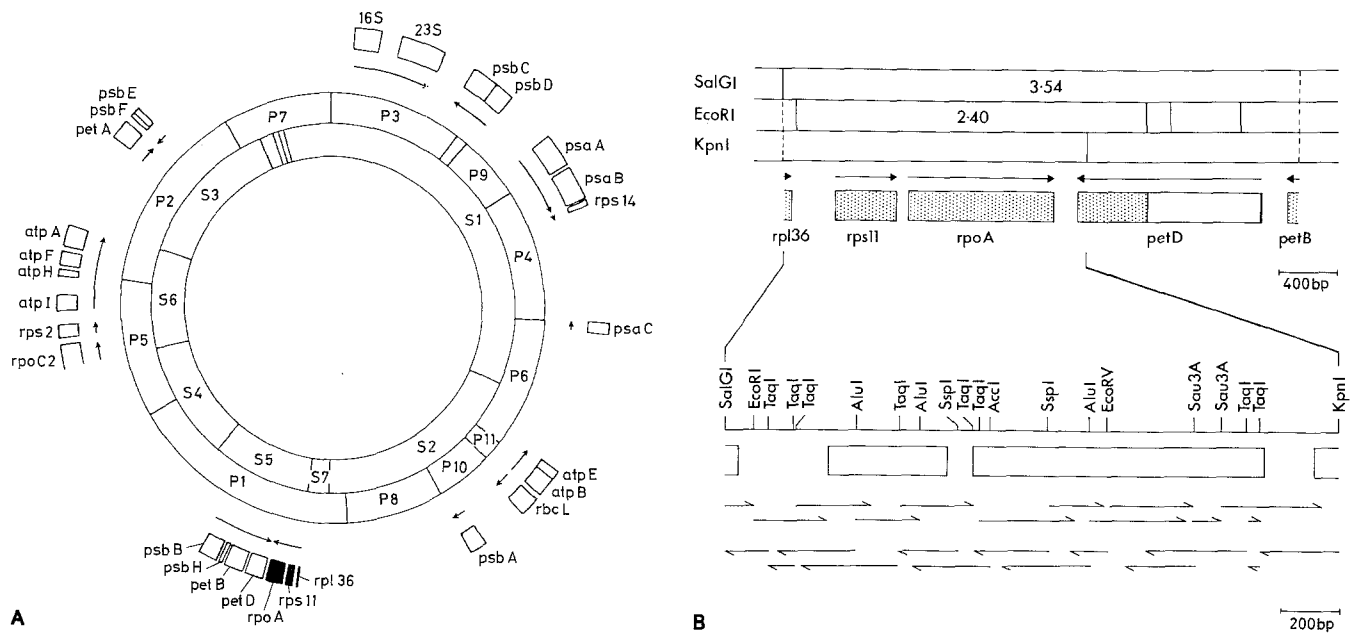 16S
23S
psbC
psbD
psbE
psbF
petA
P7
P3
psaA
psaB
rps14
P9
S3
S1
P2
P4
atpA
atpF
atpH
atpI
rps2
rpoC2
S6
P5
psaC
P6
S4
S2
P11
P10
S5
S7
P1
P8
atpE
atpB
rbcL
psbA
psbB
psbH
petB
petD
rpoA
rps11
rpl36
A
SalGI
3·54
EcoRI
2·40
KpnI
rpl36
rps11
rpoA
petD
petB
400bp
SalGI
EcoRI
TaqI
TaqI
TaqI
AluI
TaqI
AluI
SspI
TaqI
TaqI
AccI
SspI
AluI
EcoRV
Sau3A
Sau3A
TaqI
TaqI
KpnI
200bp
B